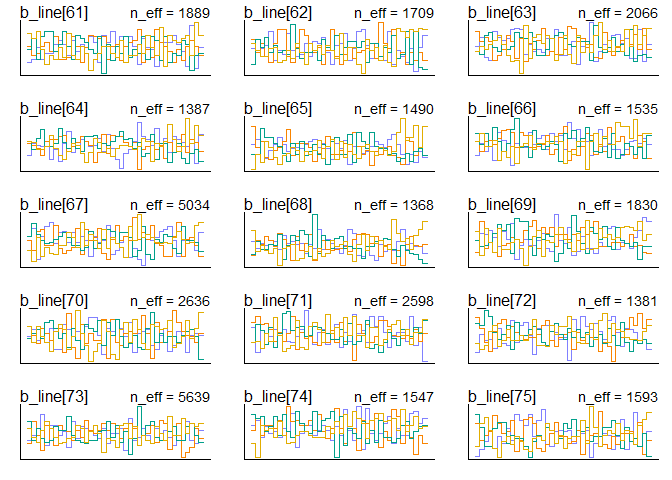 b_line[61] n_eff = 1889 b_line[62] n_eff = 1709 b_line[63] n_eff = 2066
b_line[64] n_eff = 1387 b_line[65] n_eff = 1490 b_line[66] n_eff = 1535
b_line[67] n_eff = 5034 b_line[68] n_eff = 1368 b_line[69] n_eff = 1830
b_line[70] n_eff = 2636 b_line[71] n_eff = 2598 b_line[72] n_eff = 1381
b_line[73] n_eff = 5639 b_line[74] n_eff = 1547 b_line[75] n_eff = 1593